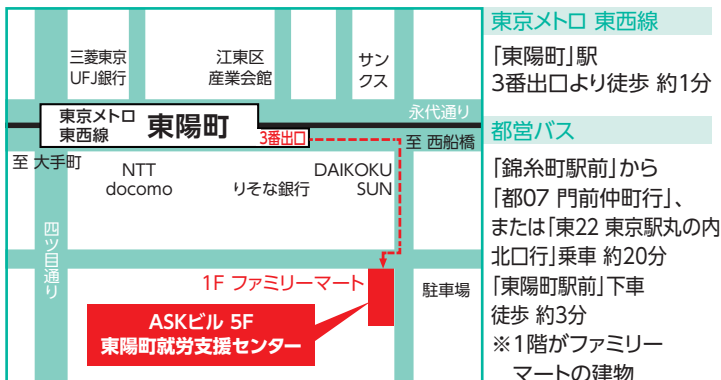 三菱東京
UFJ銀行
江東区
産業会館
サン
クス
永代通り
東京メトロ
東西線
東陽町
3番出口
至 西船橋
至 大手町
NTT
docomo
りそな銀行
DAIKOKU
SUN
四ツ目通り
1F ファミリーマート
駐車場
ASKビル 5F
東陽町就労支援センター
東京メトロ 東西線
「東陽町」駅
3番出口より徒歩 約1分
都営バス
「錦糸町駅前」から
「都07 門前仲町行」、
または「東22 東京駅丸の内
北口行」乗車 約20分
「東陽町駅前」下車
徒歩 約3分
※1階がファミリー
マートの建物